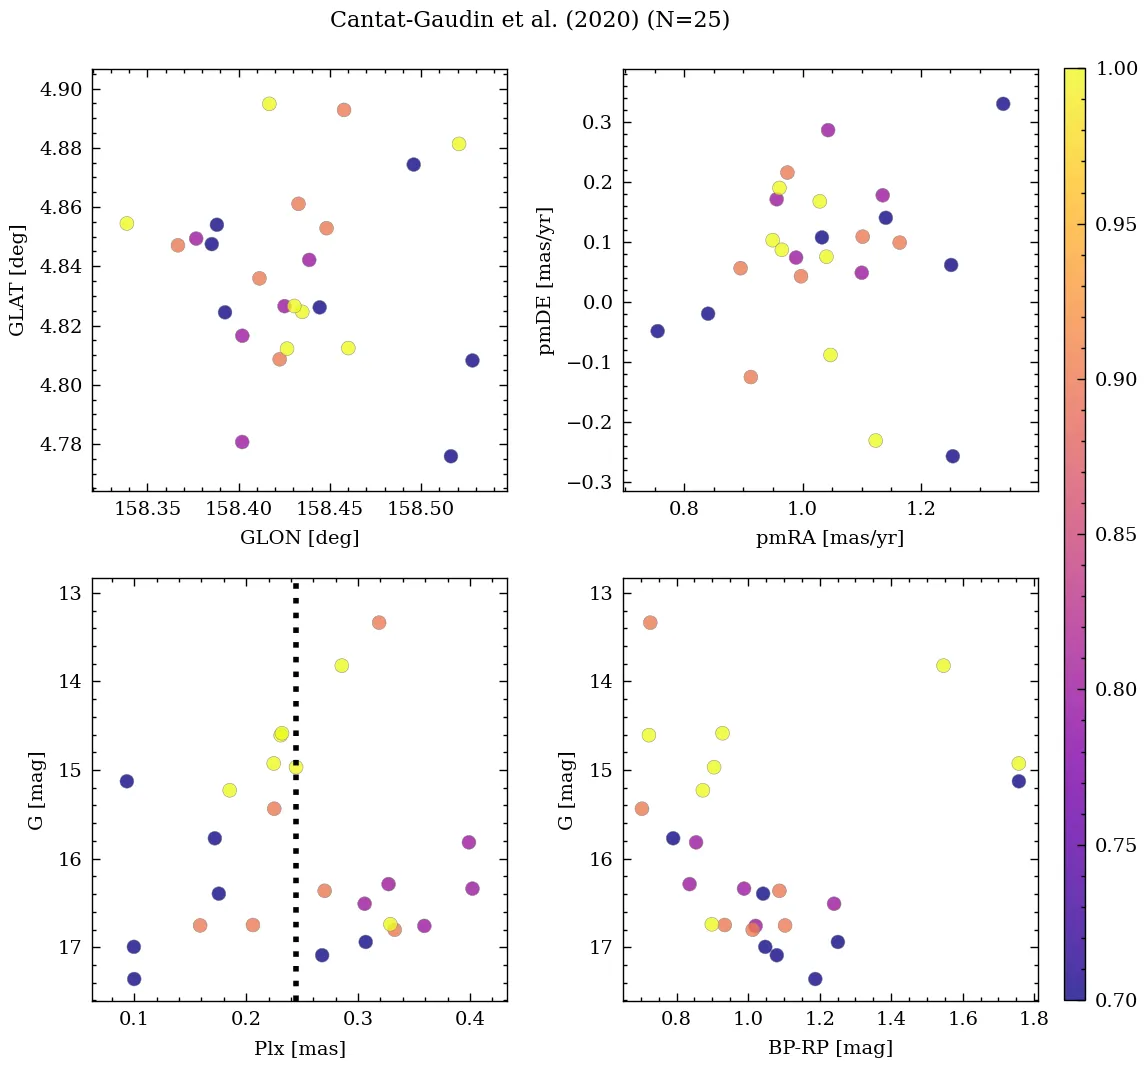 Cantat-Gaudin et al. (2020) (N=25)
4.90
4.88
4.86
4.84
4.82
4.80
4.78
GLAT [deg]
158.35 158.40 158.45 158.50
GLON [deg]
0.3
0.2
0.1
0.0
−0.1
−0.2
−0.3
pmDE [mas/yr]
0.8 1.0 1.2
pmRA [mas/yr]
13
14
15
16
17
G [mag]
0.1 0.2 0.3 0.4
Plx [mas]
13
14
15
16
17
G [mag]
0.8 1.0 1.2 1.4 1.6 1.8
BP-RP [mag]
1.00
0.95
0.90
0.85
0.80
0.75
0.70